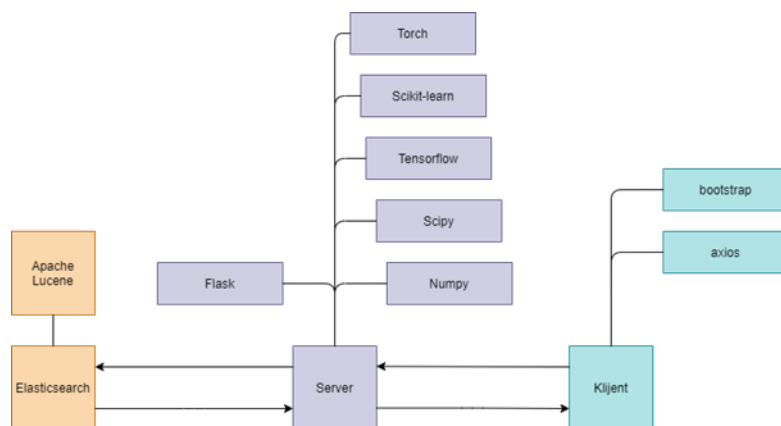 Torch
Scikit-learn
Tensorflow
bootstrap
Scipy
Apache
Lucene
axios
Flask
Numpy
Elasticsearch
Server
Klijent